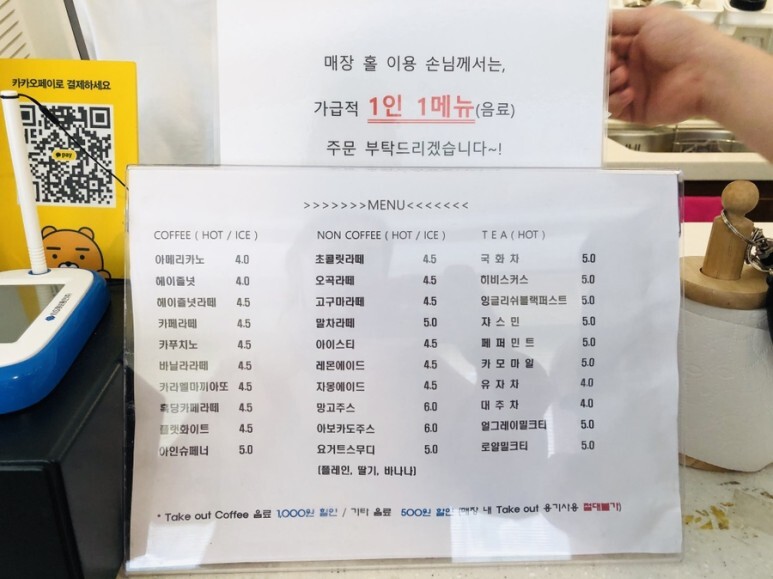 카카오페이로 결제하세요
pay
매장 홀 이용 손님께서는,
가급적 1인 1메뉴(음료)
주문 부탁드리겠습니다~!
>>>>>>>MENU<<<<<<<
COFFEE ( HOT / ICE )
아메리카노 4.0
헤이즐넛 4.0
헤이즐넛라떼 4.5
카페라떼 4.5
카푸치노 4.5
바닐라라떼 4.5
카라멜마끼아또 4.5
흑당카페라떼 4.5
플랫화이트 4.5
아인슈페너 5.0
NON COFFEE ( HOT / ICE )
초콜릿라떼 4.5
오곡라떼 4.5
고구마라떼 4.5
말차라떼 5.0
아이스티 4.5
레몬에이드 4.5
자몽에이드 4.5
망고주스 6.0
아보카도주스 6.0
요거트스무디 5.0
(플레인, 딸기, 바나나)
T E A ( HOT )
국 화 차 5.0
히비스커스 5.0
잉글리쉬블랙퍼스트 5.0
쟈 스 민 5.0
페 퍼 민 트 5.0
카 모 마 일 5.0
유 자 차 4.0
대 추 차 4.0
얼그레이밀크티 5.0
로얄밀크티 5.0
* Take out Coffee 음료 1,000원 할인 / 기타 음료 500원 할인 (매장 내 Take out 용기사용 절대불가)